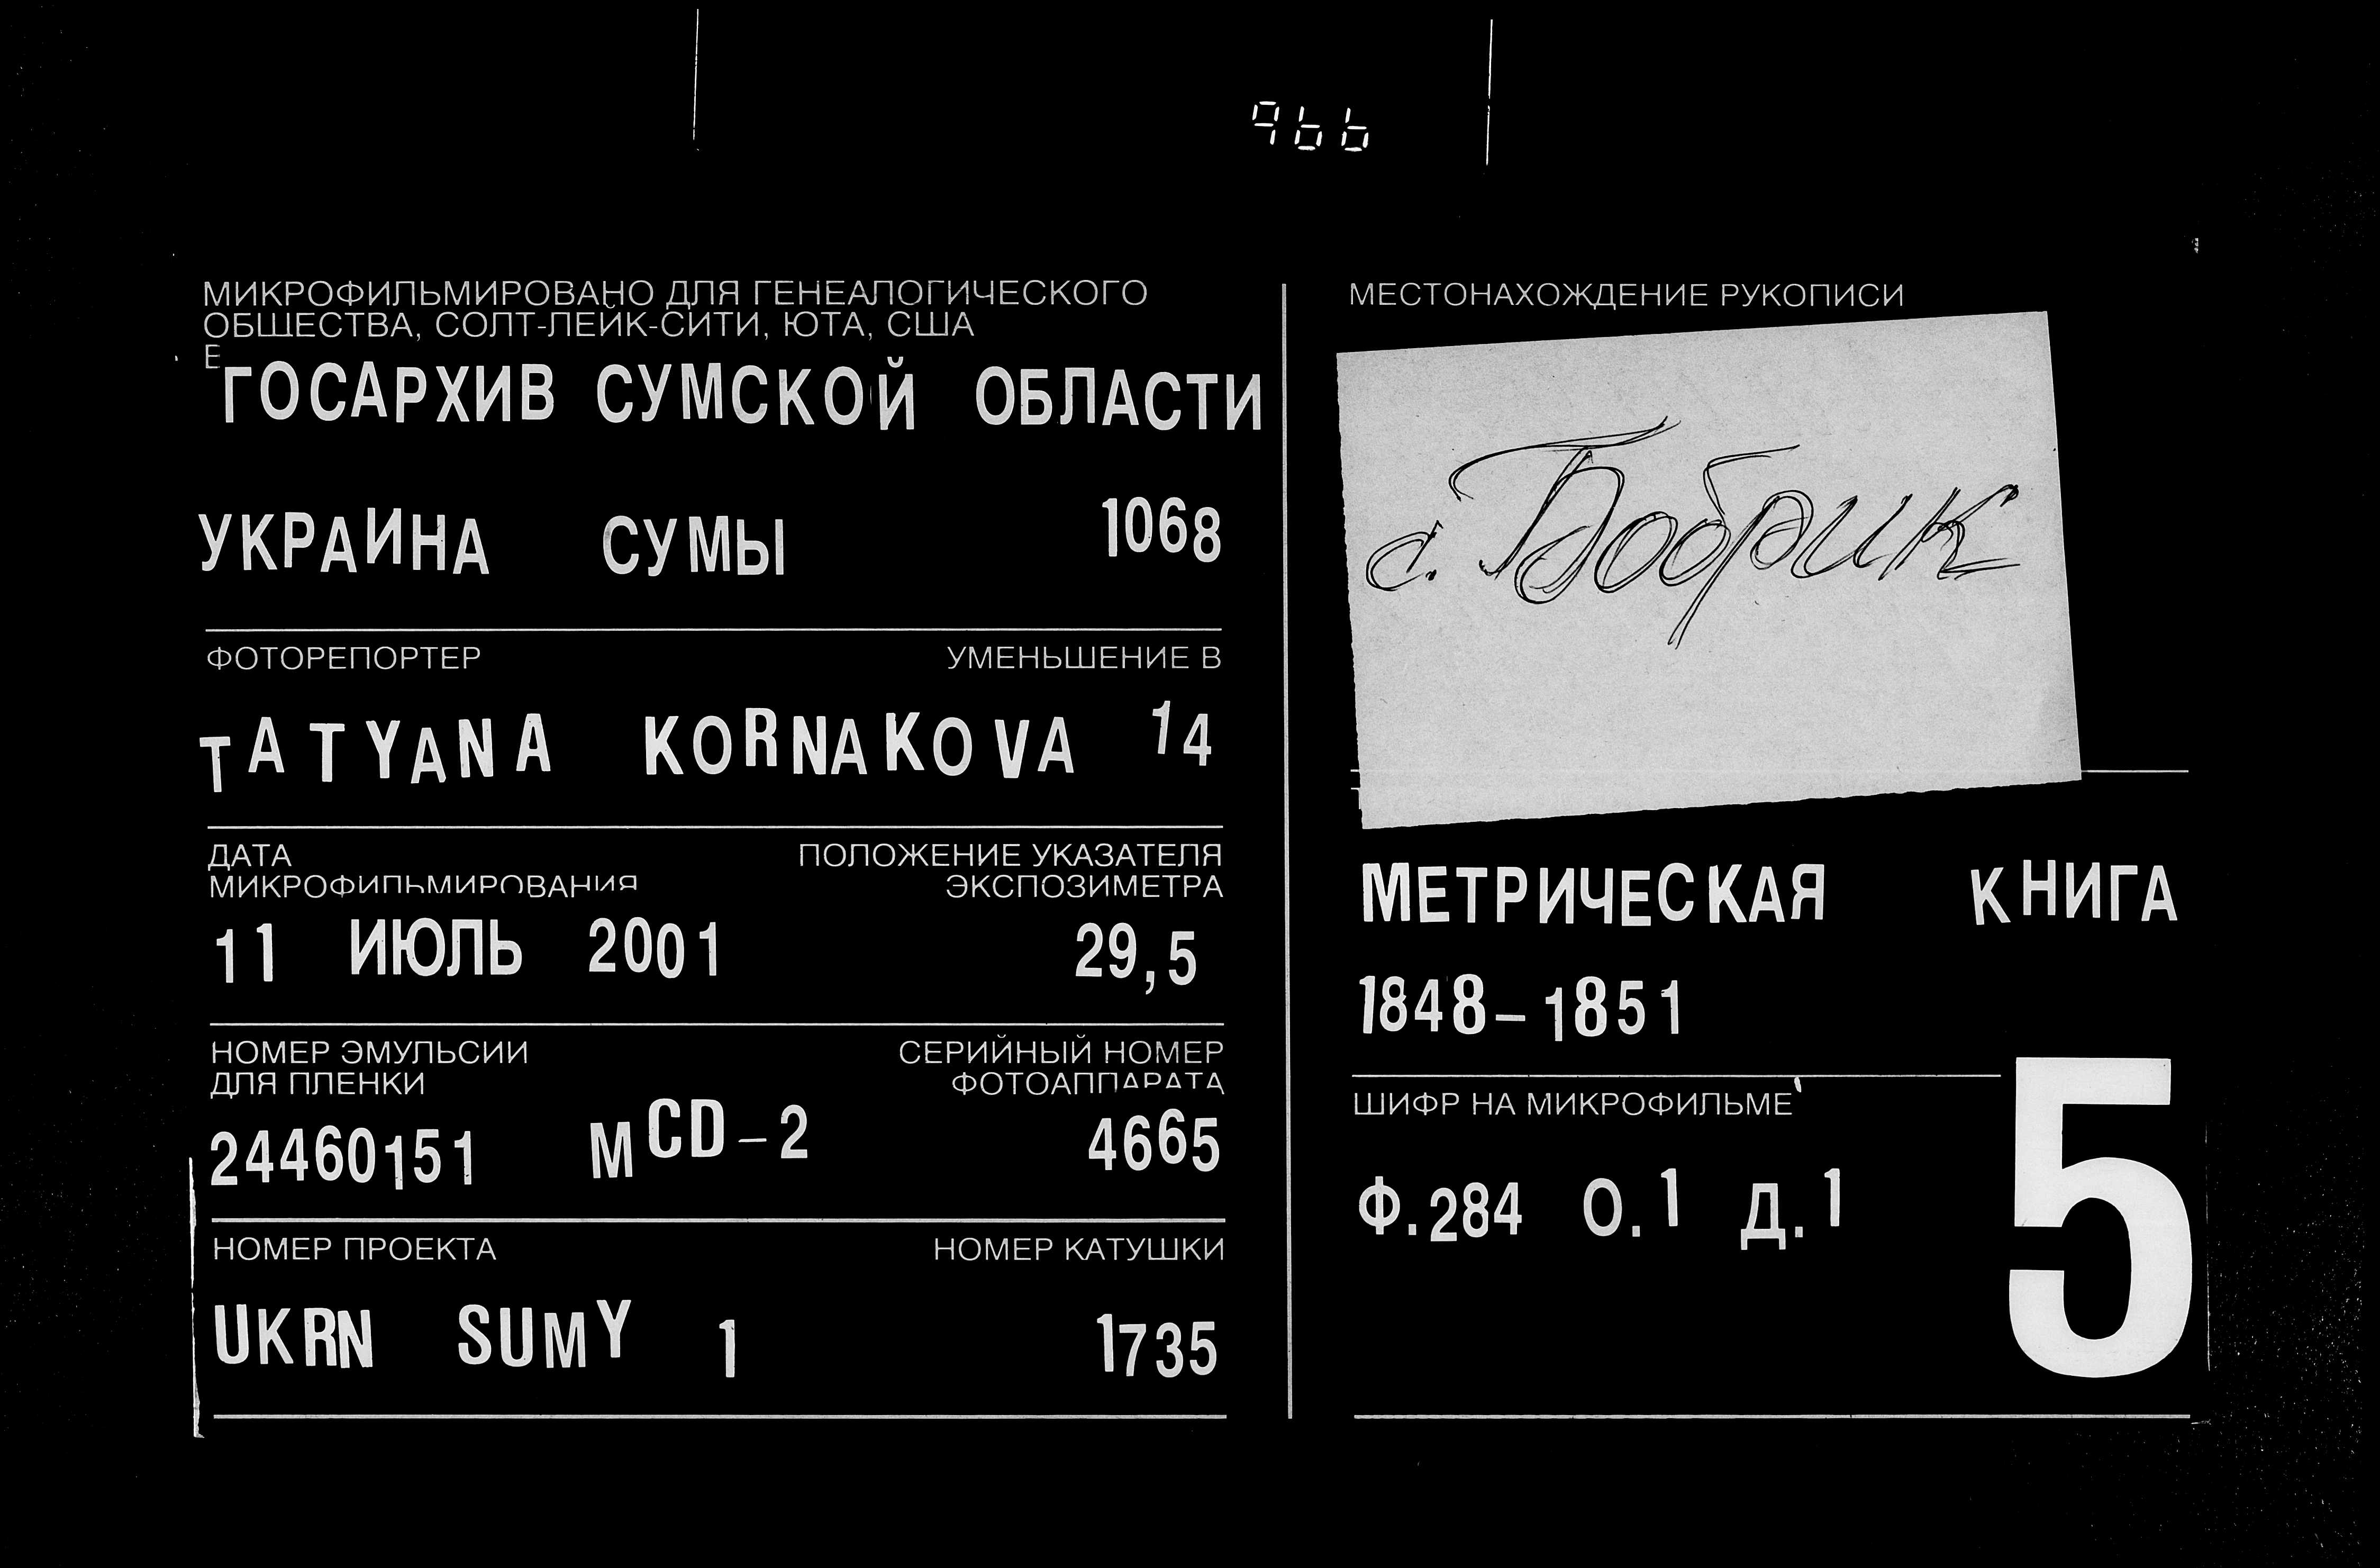 966
МИКРОФИЛЬМИРОВАНО ДЛЯ ГЕНЕАЛОГИЧЕСКОГО
ОБЩЕСТВА, СОЛТ-ЛЕЙК-СИТИ, ЮТА, США
Е
ГОСАРХИВ СУМСКОЙ ОБЛАСТИ
УКРАИНА СУМЫ 1068
ФОТОРЕПОРТЕР УМЕНЬШЕНИЕ В
TATYANA KORNAKOVA 14
ДАТА ПОЛОЖЕНИЕ УКАЗАТЕЛЯ
МИКРОФИЛЬМИРОВАНИЯ ЭКСПОЗИМЕТРА
11 ИЮЛЬ 2001 29,5
НОМЕР ЭМУЛЬСИИ СЕРИЙНЫЙ НОМЕР
ДЛЯ ПЛЕНКИ ФОТОАППАРАТА
24460151 MCD-2 4665
НОМЕР ПРОЕКТА НОМЕР КАТУШКИ
UKRN SUMY 1 1735
МЕСТОНАХОЖДЕНИЕ РУКОПИСИ
с. Бобрик
МЕТРИЧЕСКАЯ КНИГА
1848-1851
ШИФР НА МИКРОФИЛЬМЕ
Ф.284 О.1 Д.1
5